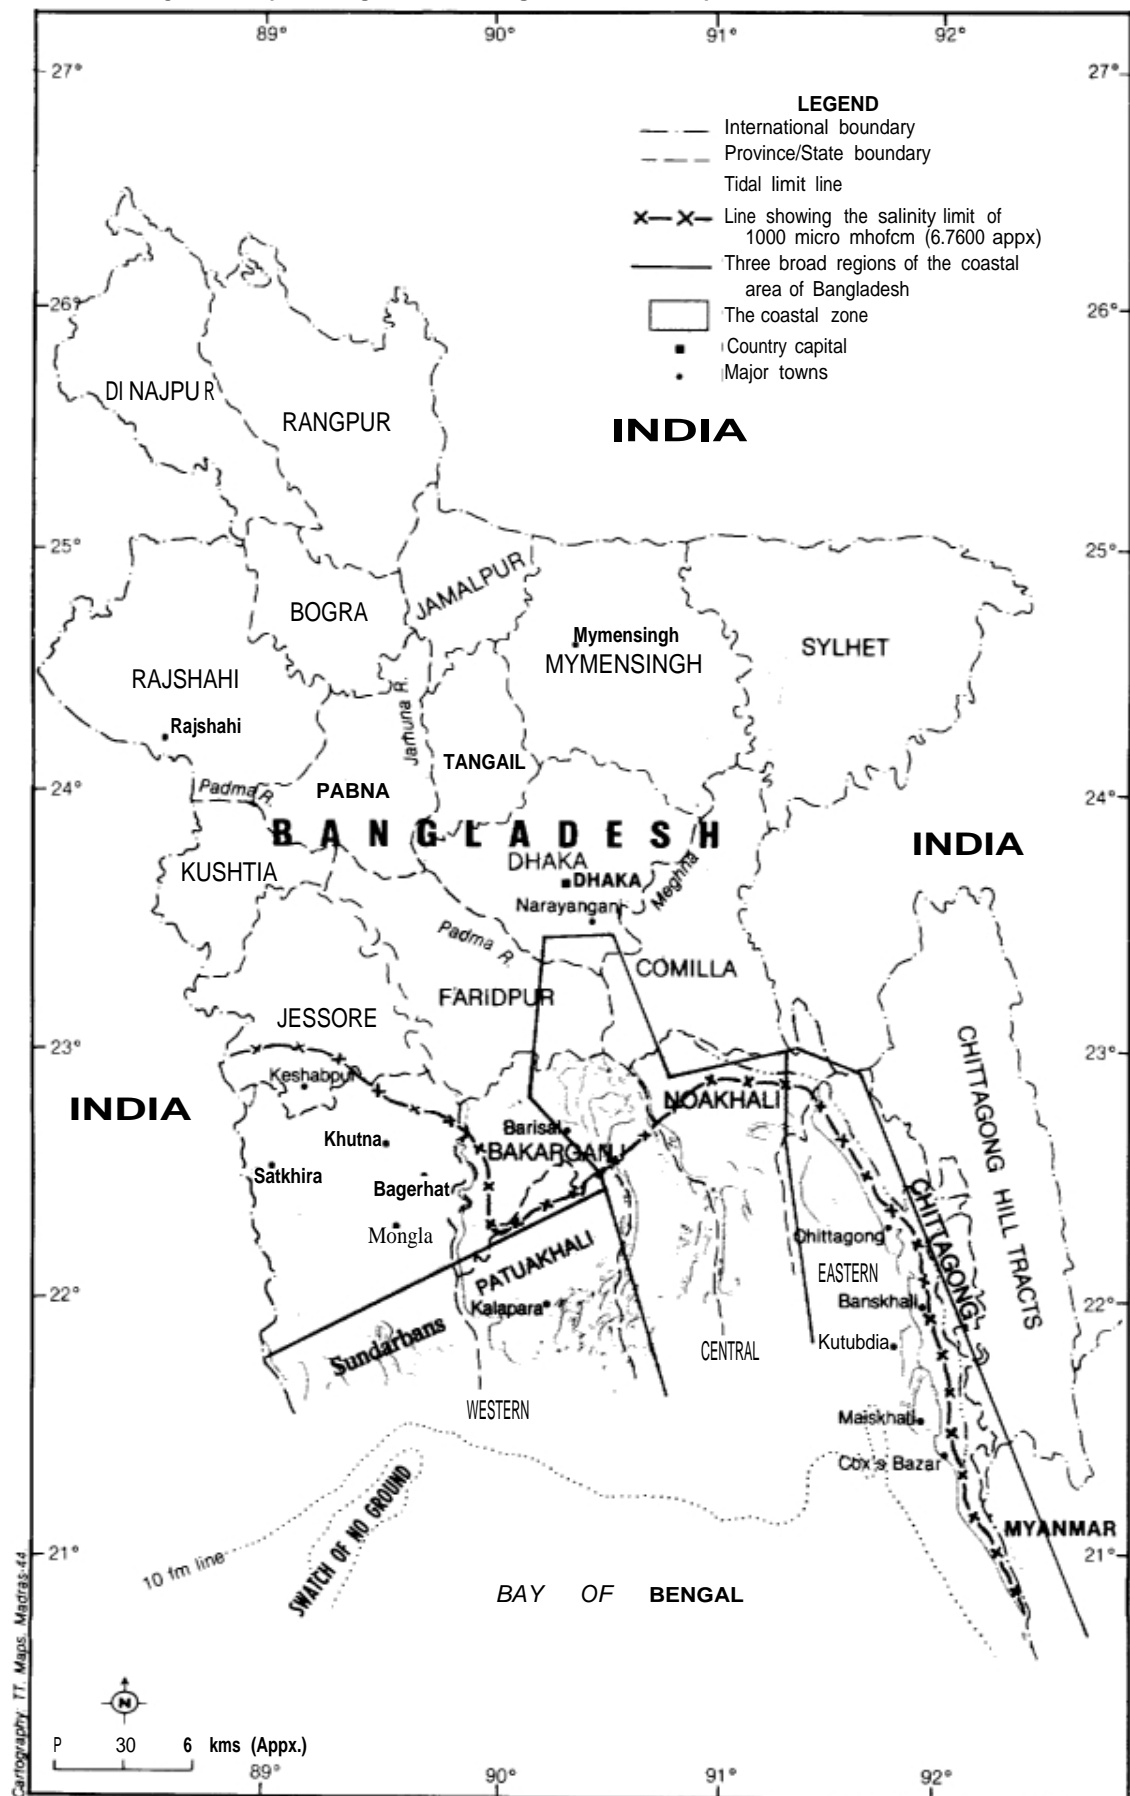 89°
90°
91°
92°
27°
27°
LEGEND
International boundary
Province/State boundary
Tidal limit line
Line showing the salinity limit of
1000 micro mhofcm (6.7600 appx)
Three broad regions of the coastal
area of Bangladesh
The coastal zone
Country capital
Major towns
26°
26°
DI NAJPUR
RANGPUR
INDIA
25°
25°
JAMALPUR
BOGRA
Mymensingh
MYMENSINGH
SYLHET
RAJSHAHI
Rajshahi
Jamuna R.
TANGAIL
Padma R.
PABNA
24°
24°
BANGLADESH
INDIA
DHAKA
KUSHTIA
DHAKA
Meghna
Narayanganj
Padma R.
COMILLA
FARIDPUR
JESSORE
CHITTAGONG HILL TRACTS
23°
23°
Keshabpur
INDIA
NOAKHALI
Barisal
Khutna
BAKARGANJ
Satkhira
Bagerhat
CHITTAGONG
Mongla
Chittagong
PATUAKHALI
EASTERN
22°
22°
Kalapara
Banskhali
Sundarbans
CENTRAL
Kutubdia
WESTERN
Maiskhali
Cox's Bazar
SWATCH OF NO GROUND
MYANMAR
21°
21°
10 fm line
BAY OF BENGAL
N
P 30 6 kms (Appx.)
89°
90°
91°
92°
Cartography: TT. Maps, Madras-44